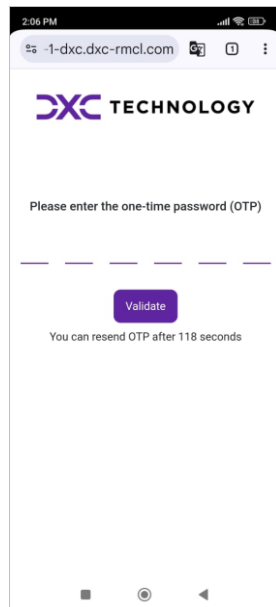 2:06 PM
-1-dxc.dxc-rmcl.com
1
DXC TECHNOLOGY
Please enter the one-time password (OTP)
Validate
You can resend OTP after 118 seconds